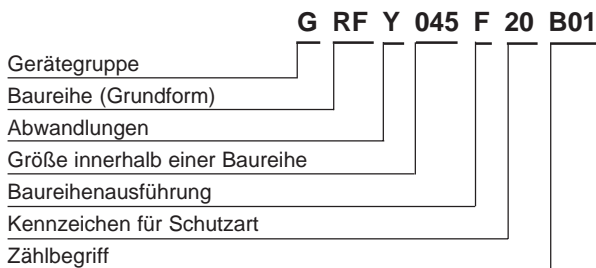 G RF Y 045 F 20 B01
Gerätegruppe
Baureihe (Grundform)
Abwandlungen
Größe innerhalb einer Baureihe
Baureihenausführung
Kennzeichen für Schutzart
Zählbegriff